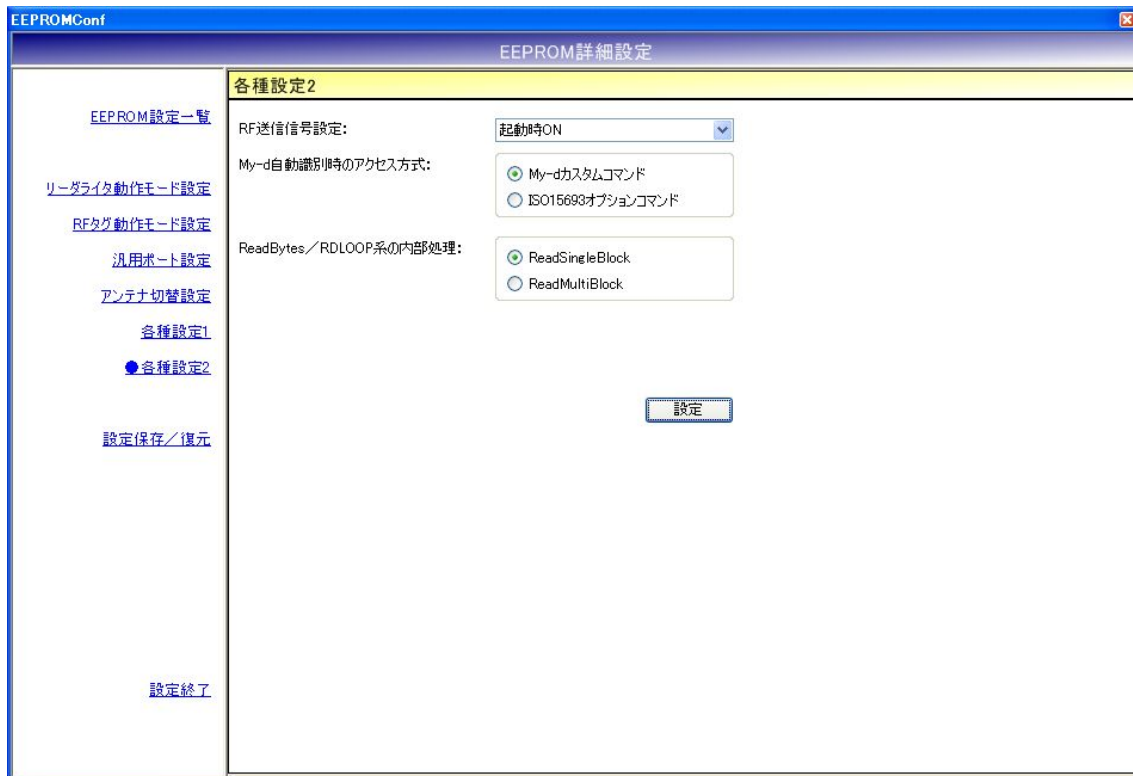 EEPROMConf
EEPROM詳細設定
EEPROM設定一覧
リーダライタ動作モード設定
RFタグ動作モード設定
汎用ポート設定
アンテナ切替設定
各種設定1
●各種設定2
設定保存／復元
設定終了
各種設定2
RF送信信号設定:
起動時ON
My-d自動識別時のアクセス方式:
My-dカスタムコマンド
ISO15693オプションコマンド
ReadBytes／RDLOOP系の内部処理:
ReadSingleBlock
ReadMultiBlock
設定